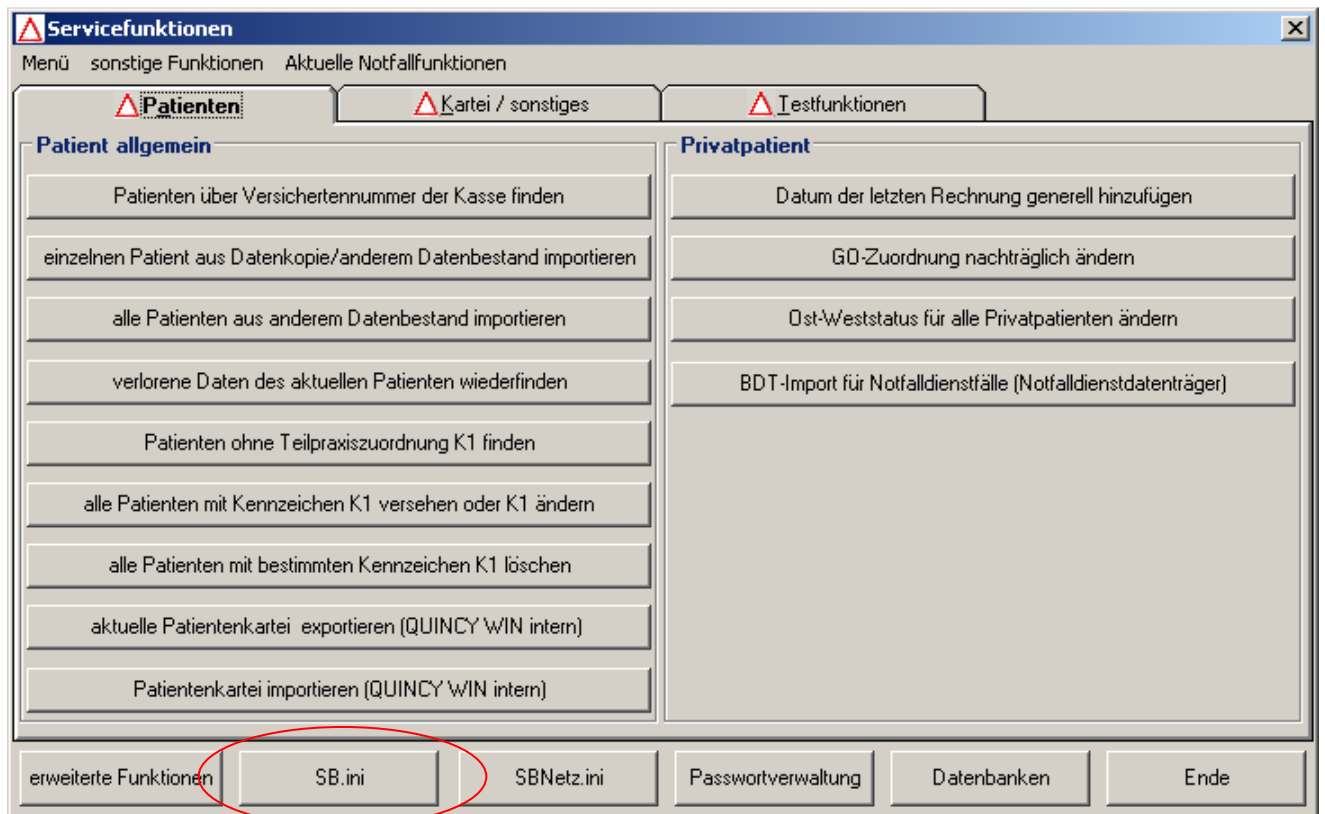 Servicefunktionen
Menü sonstige Funktionen Aktuelle Notfallfunktionen
Patienten
Kartei / sonstiges
Testfunktionen
Patient allgemein
Patienten über Versichertennummer der Kasse finden
einzelnen Patient aus Datenkopie/anderem Datenbestand importieren
alle Patienten aus anderem Datenbestand importieren
verlorene Daten des aktuellen Patienten wiederfinden
Patienten ohne Teilpraxiszuordnung K1 finden
alle Patienten mit Kennzeichen K1 versehen oder K1 ändern
alle Patienten mit bestimmten Kennzeichen K1 löschen
aktuelle Patientenkartei exportieren (QUINCY WIN intern)
Patientenkartei importieren (QUINCY WIN intern)
Privatpatient
Datum der letzten Rechnung generell hinzufügen
GO-Zuordnung nachträglich ändern
Ost-Weststatus für alle Privatpatienten ändern
BDT-Import für Notfalldienstfälle (Notfalldienstdatenträger)
erweiterte Funktionen
SB.ini
SBNetz.ini
Passwortverwaltung
Datenbanken
Ende